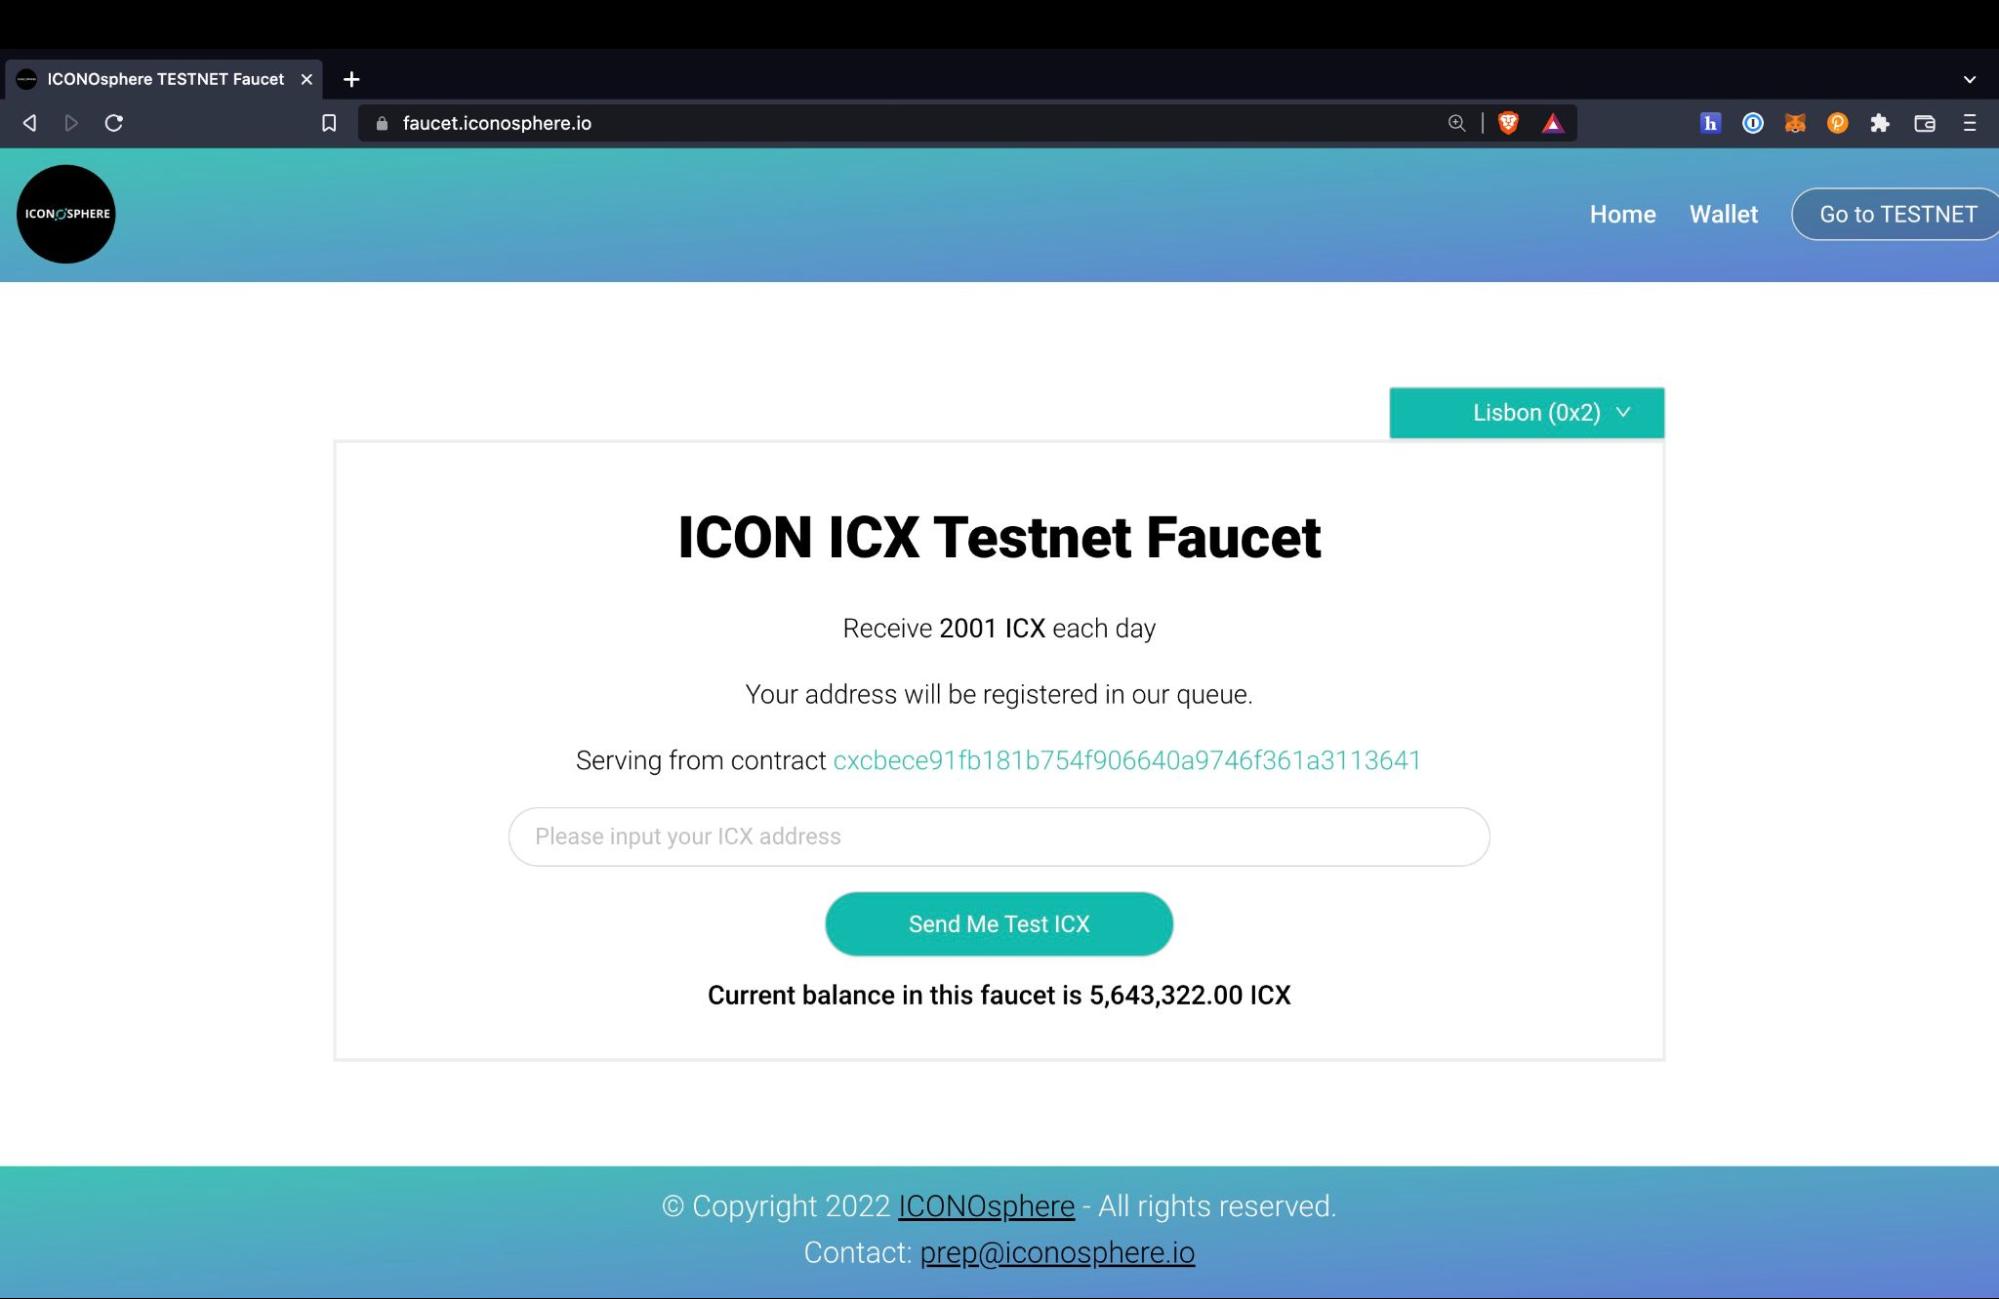 ICONOsphere TESTNET Faucet
faucet.iconosphere.io
ICONOSPHERE
Home
Wallet
Go to TESTNET
Lisbon (0x2)
ICON ICX Testnet Faucet
Receive 2001 ICX each day
Your address will be registered in our queue.
Serving from contract cxcbece91fb181b754f906640a9746f361a3113641
Please input your ICX address
Send Me Test ICX
Current balance in this faucet is 5,643,322.00 ICX
© Copyright 2022 ICONOsphere - All rights reserved.
Contact: prep@iconosphere.io